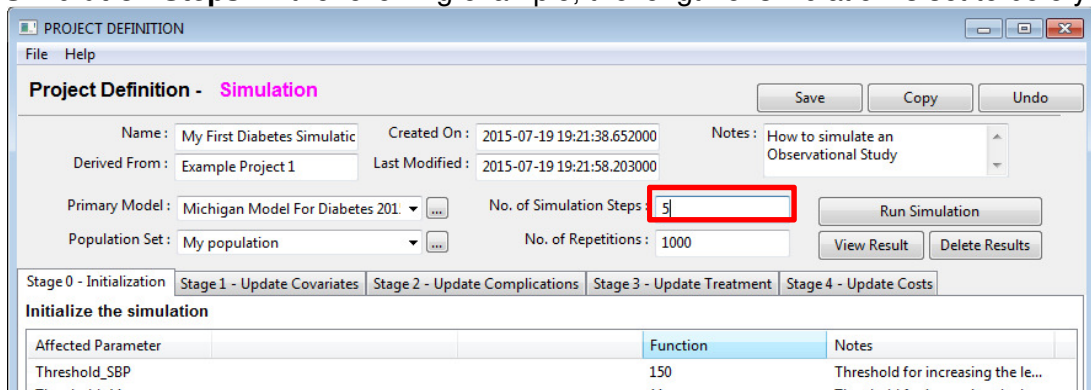 PROJECT DEFINITION
File Help
Project Definition - Simulation
Save Copy Undo
Name : My First Diabetes Simulatic Created On : 2015-07-19 19:21:38.652000 Notes : How to simulate an
Observational Study
Derived From : Example Project 1 Last Modified : 2015-07-19 19:21:58.203000
Primary Model : Michigan Model For Diabetes 201 ... No. of Simulation Steps : 5 Run Simulation
Population Set : My population ... No. of Repetitions : 1000 View Result Delete Results
Stage 0 - Initialization Stage 1 - Update Covariates Stage 2 - Update Complications Stage 3 - Update Treatment Stage 4 - Update Costs
Initialize the simulation
Affected Parameter Function Notes
Threshold_SBP 150 Threshold for increasing the le...